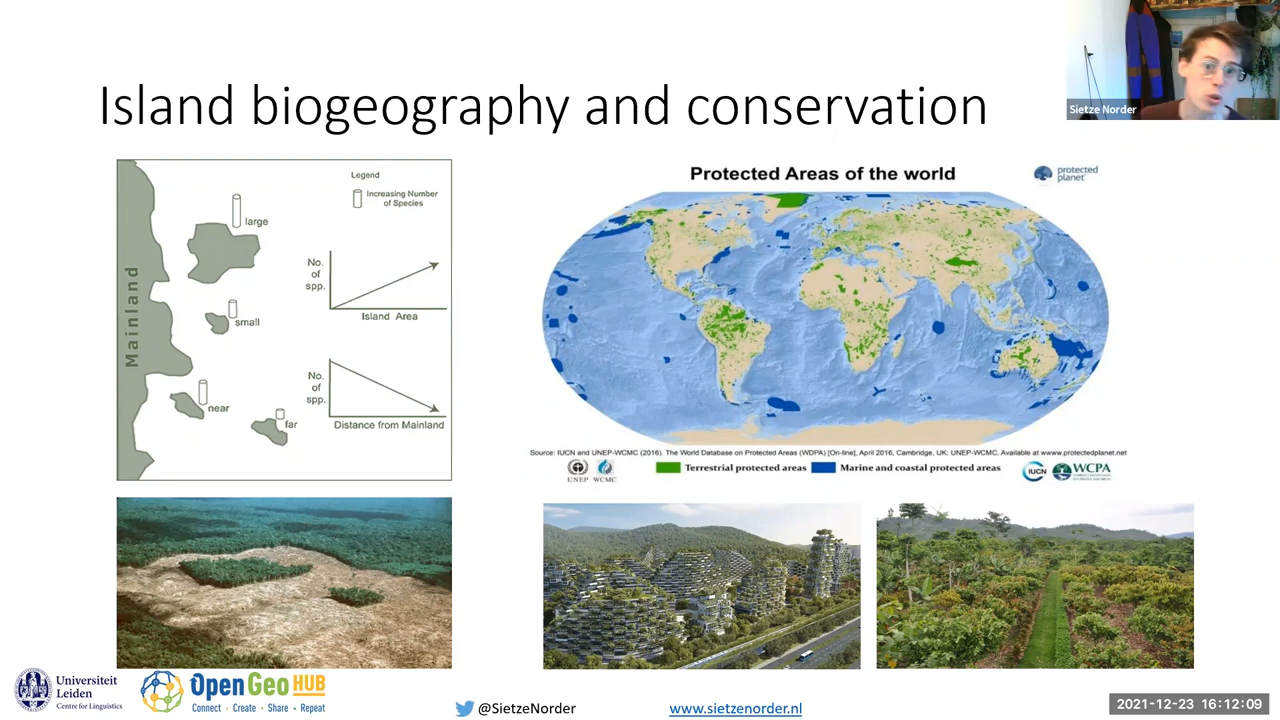 Island biogeography and conservation
Sietze Norder
Mainland
Legend
Increasing Number
of Species
large
small
near
far
No.
of
spp.
Island Area
No.
of
spp.
Distance from Mainland
Protected Areas of the world
protected
planet
Source: IUCN and UNEP-WCMC (2016). The World Database on Protected Areas (WDPA) [On-line], April 2016, Cambridge, UK: UNEP-WCMC. Available at www.protectedplanet.net
UNEP WCMC
Terrestrial protected areas
Marine and coastal protected areas
IUCN
WCPA
Universiteit
Leiden
Centre for Linguistics
OpenGeoHUB
Connect · Create · Share · Repeat
@SietzeNorder
www.sietzenorder.nl
2021-12-23 16:12:09